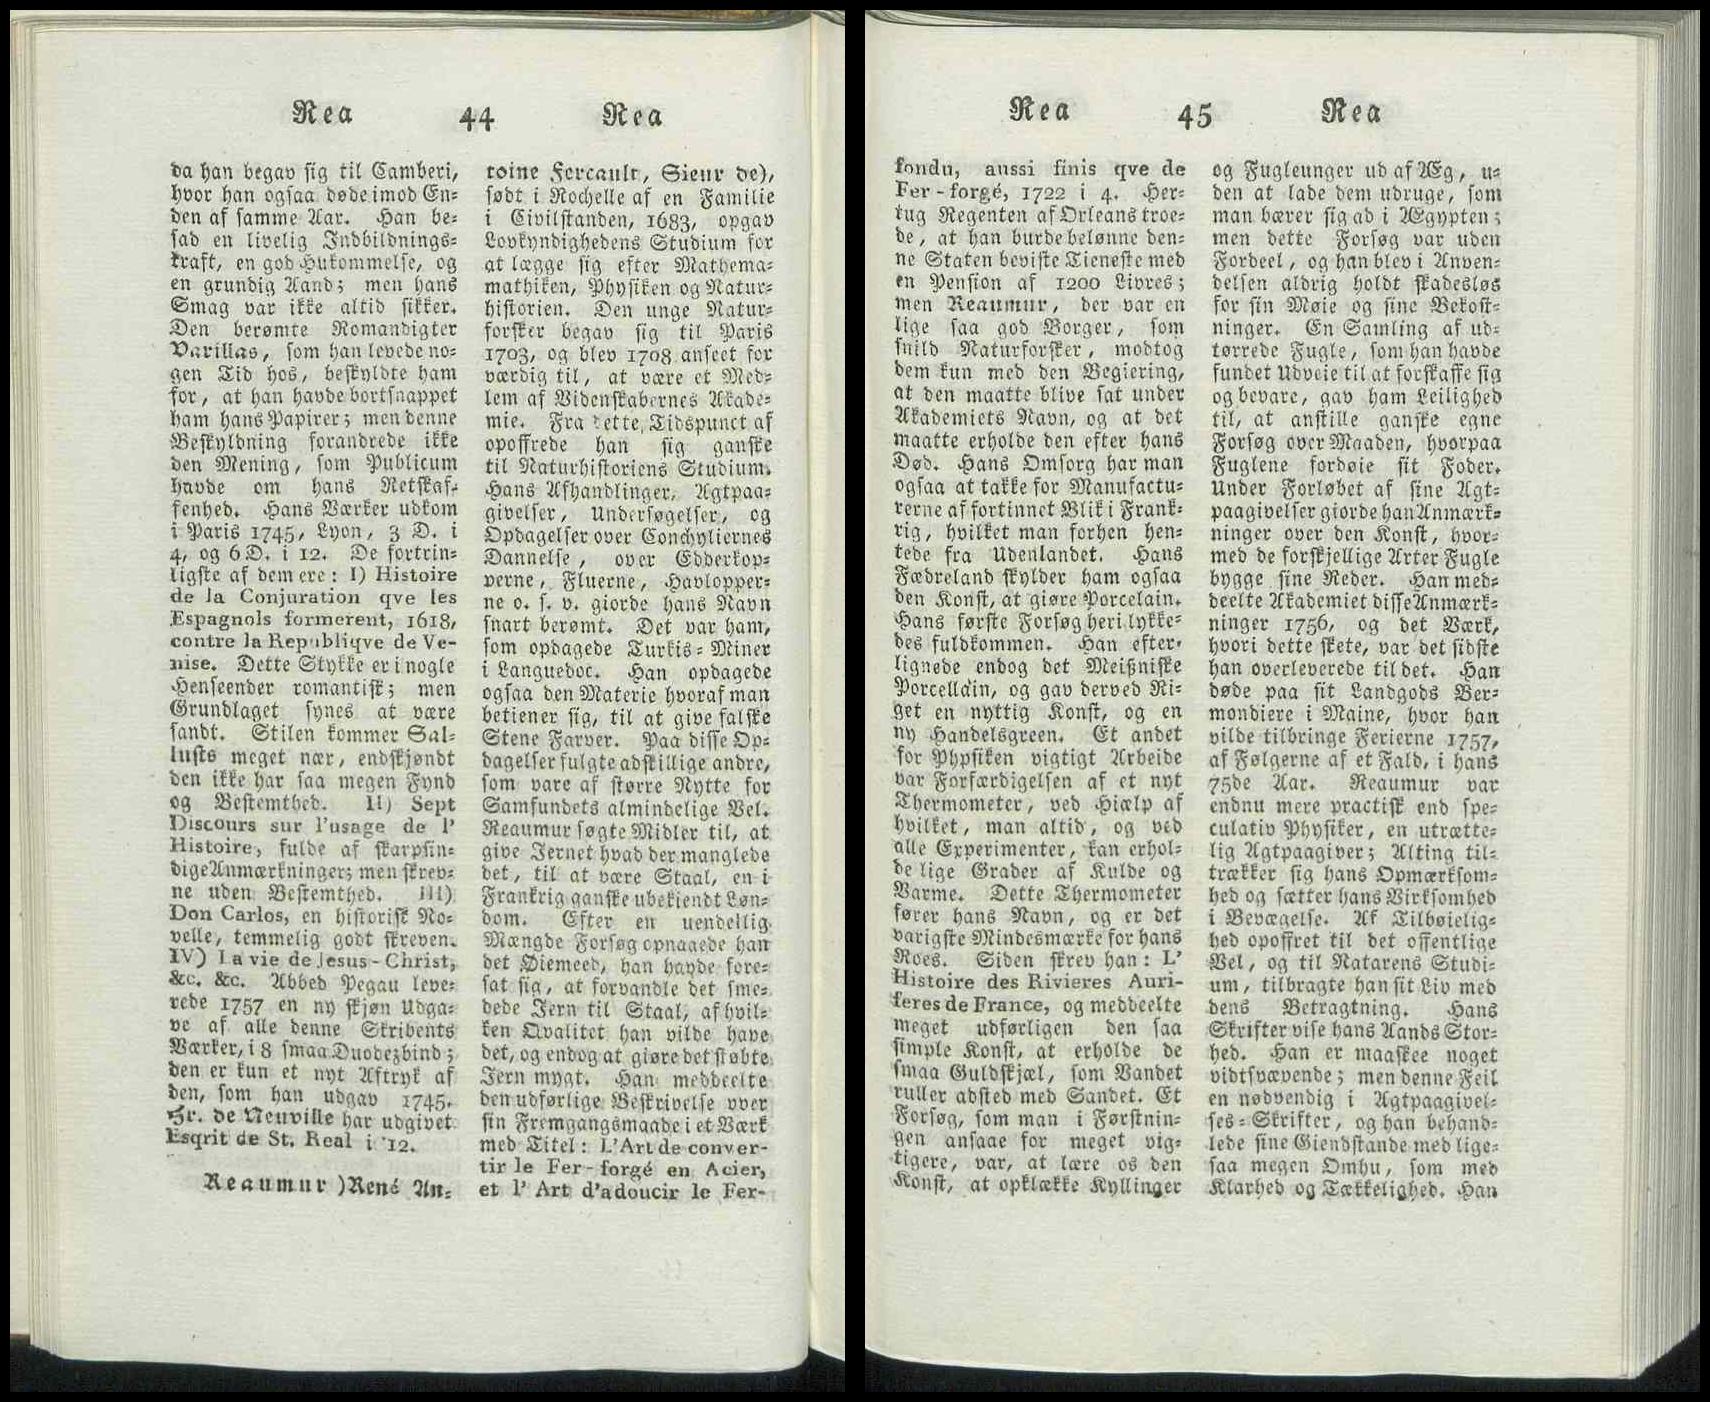 Rea 44 Rea
da han begav sig til Camberi,
hvor han ogsaa døde imod En-
den af samme Aar. Han be-
sad en livelig Indbildnings-
kraft, en god Hukommelse, og
en grundig Aand; men hans
Smag var ikke altid sikker.
Den berømte Romandigter
Varillas, som han levede no-
gen Tid hos, beskyldte ham
for, at han havde bortsnappet
ham hans Papirer; men denne
Beskyldning forandrede ikke
den Mening, som Publicum
havde om hans Retskaf-
fenhed. Hans Værker udkom
i Paris 1745, Lyon, 3 D. i
4, og 6 D. i 12. De fortrin-
ligste af dem ere: I) Histoire
de la Conjuration qve les
Espagnols formerent, 1618,
contre la Republiqve de Ve-
nise. Dette Stykke er i nogle
Henseender romantisk; men
Grundlaget synes at være
sandt. Stilen kommer Sal-
lusts meget nær, endskjøndt
den ikke har saa megen Fynd
og Bestemthed. II) Sept
Discours sur l'usage de l'
Histoire, fulde af skarpsin-
dige Anmærkninger; men skrev-
ne uden Bestemthed. III)
Don Carlos, en historisk No-
velle, temmelig godt skreven.
IV) La vie de Jesus-Christ,
&c. &c. Abbed Pegau leve-
rede 1757 en ny skjøn Udga-
ve af alle denne Skribents
Værker, i 8 smaa Duodezbind;
den er kun et nyt Aftryk af
den, som han udgav 1745.
Hr. de Neuville har udgivet
Esqrit de St. Real i 12.
Reaumur )René An-
toine Fercault, Sieur de),
født i Rochelle af en Familie
i Civilstanden, 1683, opgav
Lovkyndighedens Studium for
at lægge sig efter Mathema-
mathiken, Physiken og Natur-
historien. Den unge Natur-
forsker begav sig til Paris
1703, og blev 1708 anseet for
værdig til, at være et Med-
lem af Videnskabernes Akade-
mie. Fra dette Tidspunct af
opoffrede han sig ganske
til Naturhistoriens Studium.
Hans Afhandlinger, Agtpaa-
givelser, Undersøgelser, og
Opdagelser over Conchyliernes
Dannelse, over Edderkop-
perne, Fluerne, Havlopper-
ne o. s. v. giorde hans Navn
snart berømt. Det var ham,
som opdagede Turkis-Miner
i Languedoc. Han opdagede
ogsaa den Materie hvoraf man
betiener sig, til at give falske
Stene Farver. Paa disse Op-
dagelser fulgte adskillige andre,
som vare af større Nytte for
Samfundets almindelige Vel.
Reaumur søgte Midler til, at
give Jernet hvad der manglede
det, til at være Staal, en i
Frankrig ganske ubekiendt Løn-
dom. Efter en uendelig
Mængde Forsøg opnaaede han
det Øiemeed, han havde fore-
sat sig, at forvandle det sme-
dede Jern til Staal, af hvil-
ken Qvalitet han vilde have
det, og endog at giøre det støbte
Jern mygt. Han meddeelte
den udførlige Beskrivelse over
sin Fremgangsmaade i et Værk
med Titel: L'Art de conver-
tir le Fer-forgé en Acier,
et l'Art d'adoucir le Fer-
Rea 45 Rea
fondu, aussi finis qve de
Fer-forgé, 1722 i 4. Her-
tug Regenten af Orleans troe-
de, at han burde belønne den-
ne Staten beviste Tieneste med
en Pension af 1200 Livres;
men Reaumur, der var en
lige saa god Borger, som
snild Naturforsker, modtog
dem kun med den Begiering,
at den maatte blive sat under
Akademiets Navn, og at det
maatte erholde den efter hans
Død. Hans Omsorg har man
ogsaa at takke for Manufactu-
rerne af fortinnet Blik i Frank-
rig, hvilket man forhen hen-
tede fra Udenlandet. Hans
Fædreland skylder ham ogsaa
den Konst, at giøre Porcelain.
Hans første Forsøg heri lykke-
des fuldkommen. Han efter-
lignede endog det Meißniske
Porcellain, og gav derved Ri-
get en nyttig Konst, og en
ny Handelsgreen. Et andet
for Physiken vigtigt Arbeide
var Forfærdigelsen af et nyt
Thermometer, ved Hiælp af
hvilket, man altid, og ved
alle Experimenter, kan erhol-
de lige Grader af Kulde og
Varme. Dette Thermometer
fører hans Navn, og er det
varigste Mindesmærke for hans
Roes. Siden skrev han: L'
Histoire des Rivieres Auri-
feres de France, og meddeelte
meget udførligen den saa
simple Konst, at erholde de
smaa Guldskjæl, som Vandet
ruller adsted med Sandet. Et
Forsøg, som man i Førstnin-
gen ansaae for meget vig-
tigere, var, at lære os den
Konst, at opklække Kyllinger
og Fugleunger ud af Æg, u-
den at lade dem udruge, som
man bærer sig ad i Ægypten;
men dette Forsøg var uden
Fordeel, og han blev i Anven-
delsen aldrig holdt skadesløs
for sin Møie og sine Bekost-
ninger. En Samling af ud-
tørrede Fugle, som han havde
fundet Udveie til at forskaffe sig
og bevare, gav ham Leilighed
til, at anstille ganske egne
Forsøg over Maaden, hvorpaa
Fuglene fordøie sit Foder.
Under Forløbet af sine Agt-
paagivelser giorde han Anmærk-
ninger over den Konst, hvor-
med de forskjellige Arter Fugle
bygge sine Reder. Han med-
deelte Akademiet disse Anmærk-
ninger 1756, og det Værk,
hvori dette skete, var det sidste
han overleverede til det. Han
døde paa sit Landgods Ber-
mondiere i Maine, hvor han
vilde tilbringe Ferierne 1757,
af Følgerne af et Fald, i hans
75de Aar. Reaumur var
endnu mere practisk end spe-
culativ Physiker, en utrætte-
lig Agtpaagiver; Alting til-
trækker sig hans Opmærksom-
hed og sætter hans Virksomhed
i Bevægelse. Af Tilbøielig-
hed opoffret til det offentlige
Vel, og til Natarens Studi-
um, tilbragte han sit Liv med
dens Betragtning. Hans
Skrifter vise hans Aands Stor-
hed. Han er maaskee noget
vidtsvævende; men denne Feil
en nødvendig i Agtpaagivel-
ses-Skrifter, og han behand-
lede sine Giendstande med lige-
saa megen Omhu, som med
Klarhed og Tækkelighed. Han